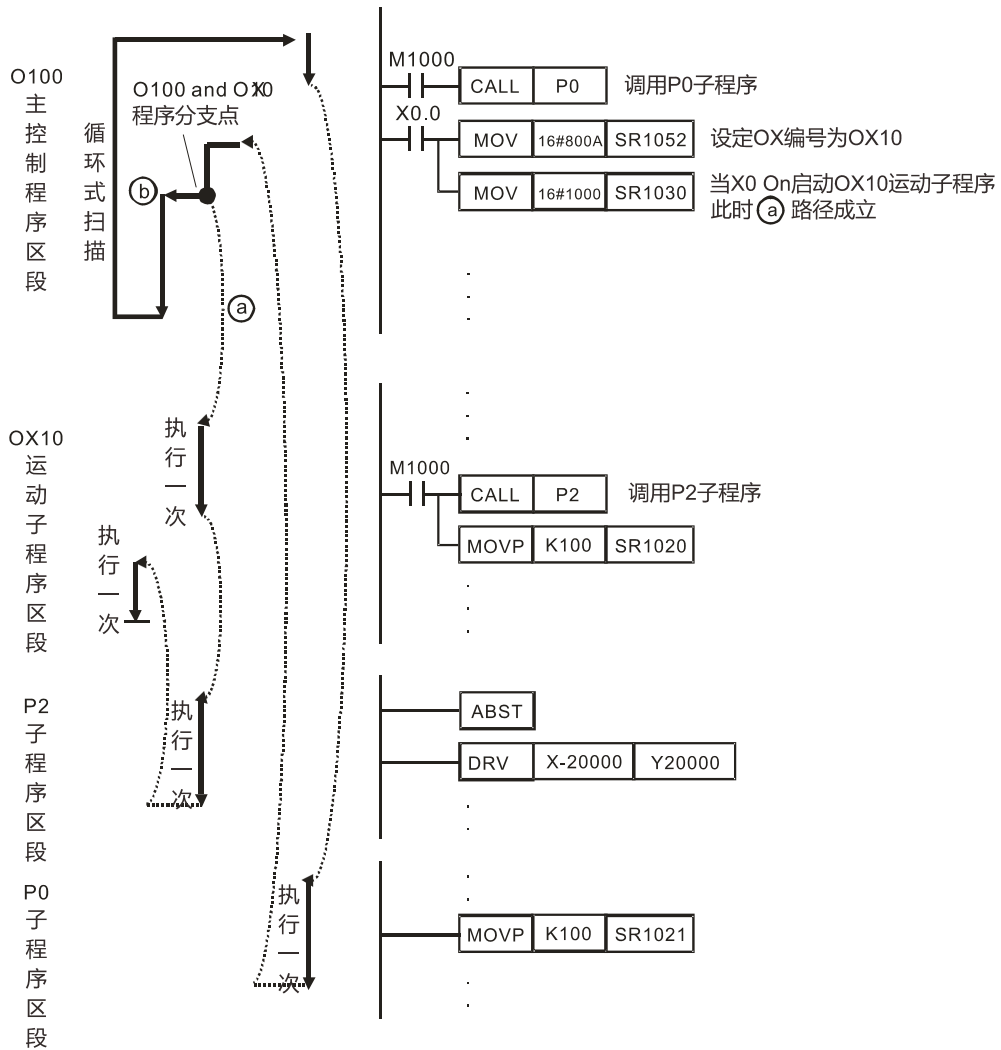 O100
主控制程序区段
循环式扫描
O100 and OX10
程序分支点
b
a
M1000
CALL P0 调用P0子程序
X0.0
MOV 16#800A SR1052 设定OX编号为OX10
MOV 16#1000 SR1030 当X0 On启动OX10运动子程序
此时 a 路径成立
OX10
运动子程序区段
执行一次
执行一次
M1000
CALL P2 调用P2子程序
MOVP K100 SR1020
P2
子程序区段
执行一次
ABST
DRV X-20000 Y20000
P0
子程序区段
执行一次
MOVP K100 SR1021